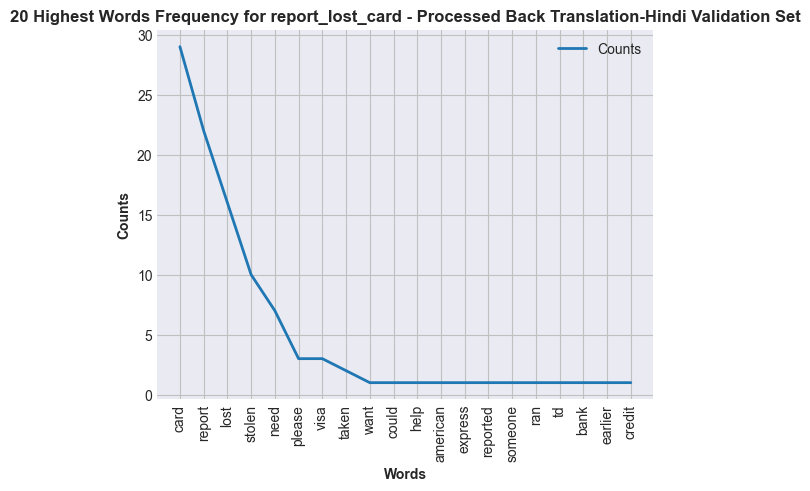 20 Highest Words Frequency for report_lost_card - Processed Back Translation-Hindi Validation Set
Counts
30
25
20
15
10
5
0
Counts
card
report
lost
stolen
need
please
visa
taken
want
could
help
american
express
reported
someone
ran
td
bank
earlier
credit
Words